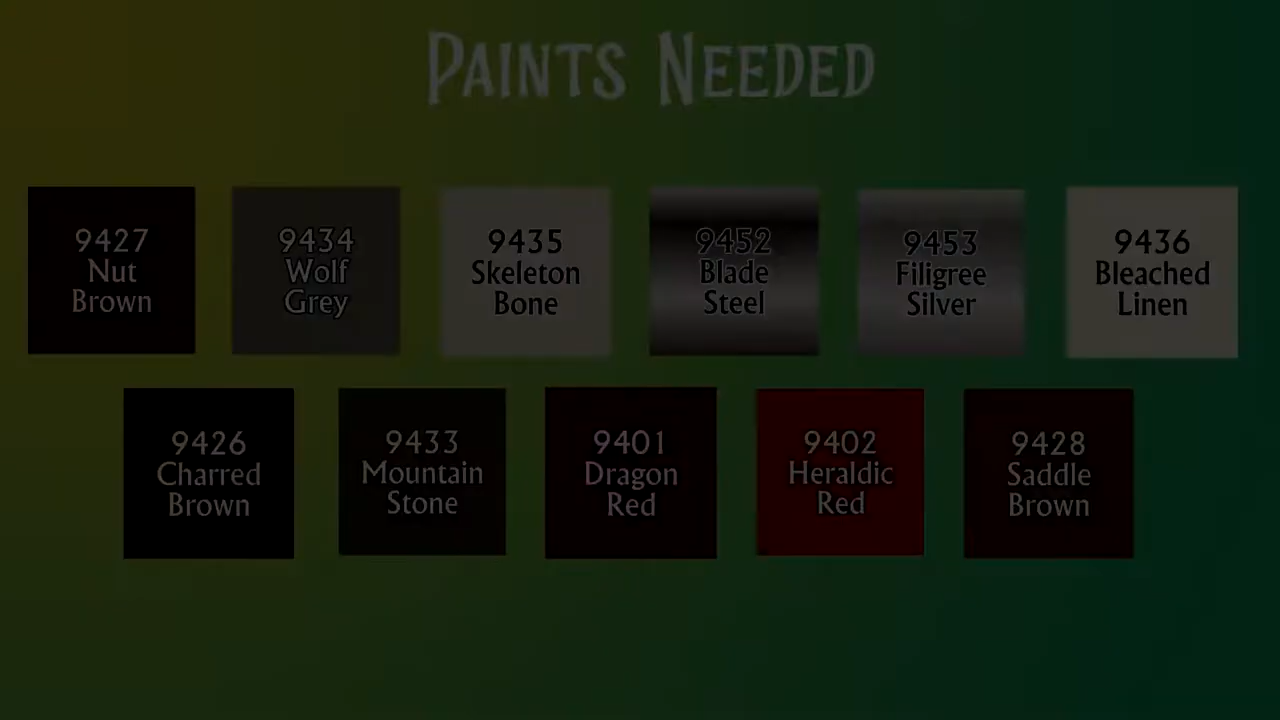 PAINTS NEEDED
9427
Nut
Brown
9434
Wolf
Grey
9435
Skeleton
Bone
9452
Blade
Steel
9453
Filigree
Silver
9436
Bleached
Linen
9426
Charred
Brown
9433
Mountain
Stone
9401
Dragon
Red
9402
Heraldic
Red
9428
Saddle
Brown